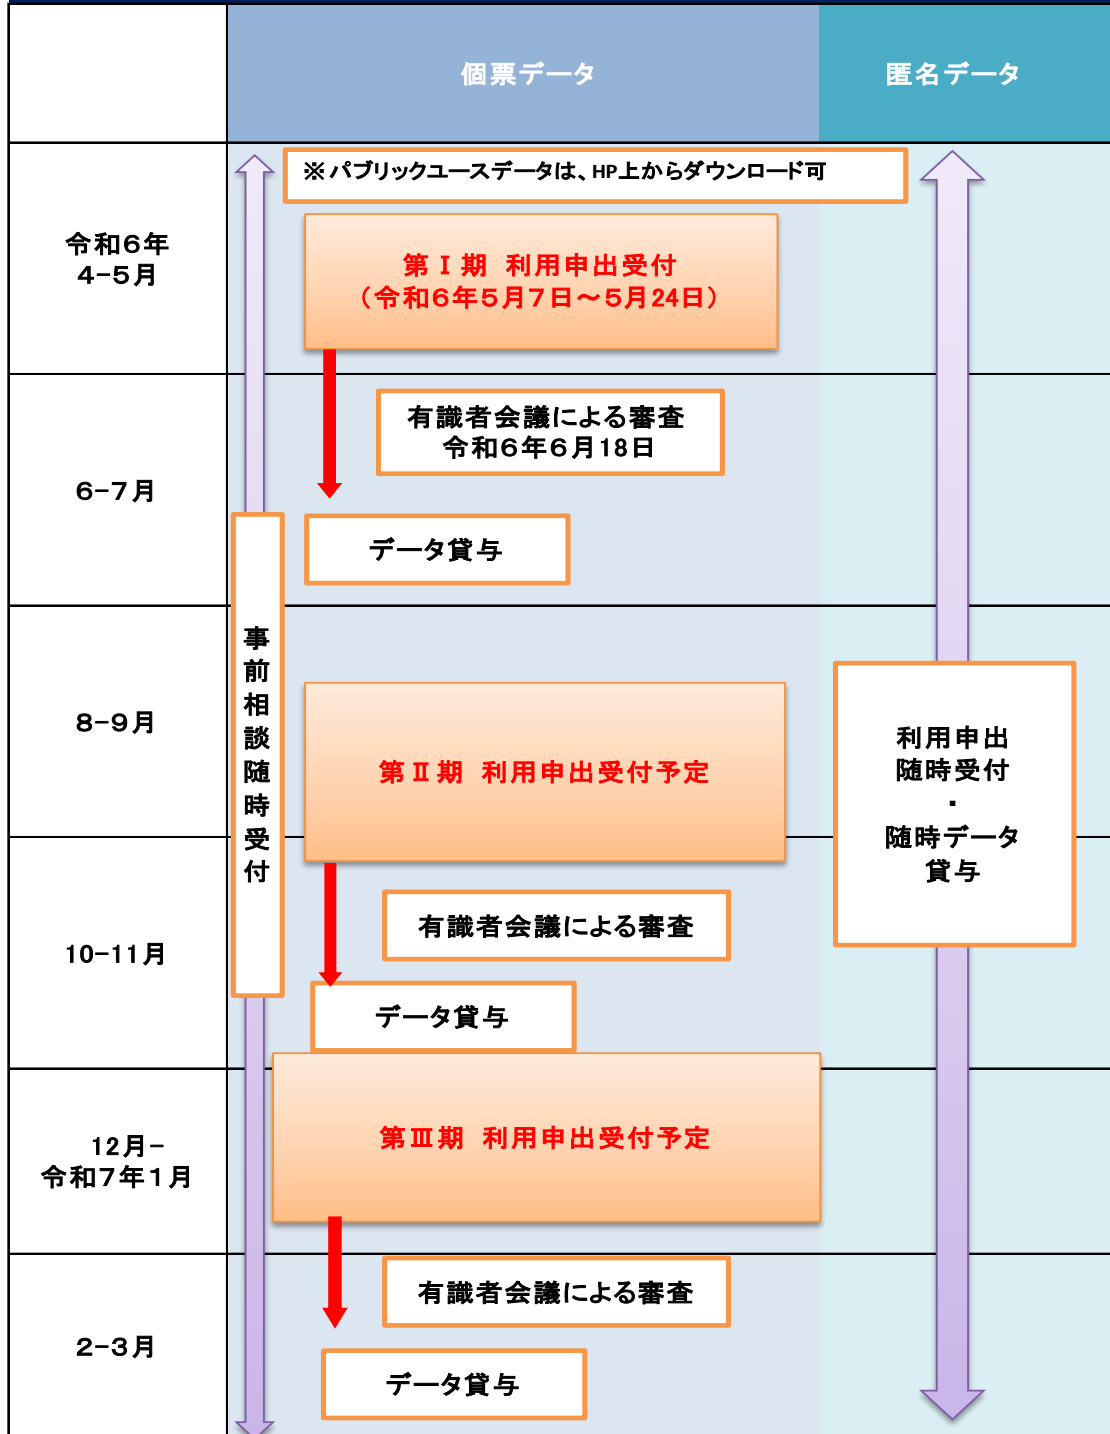 個票データ
匿名データ
※パブリックユースデータは、HP上からダウンロード可
令和６年
４−５月
第Ⅰ期 利用申出受付
（令和６年５月７日～５月24日）
６−７月
有識者会議による審査
令和６年６月18日
データ貸与
事前相談随時受付
８−９月
第Ⅱ期 利用申出受付予定
利用申出
随時受付
・
随時データ
貸与
10−11月
有識者会議による審査
データ貸与
12月−
令和７年１月
第Ⅲ期 利用申出受付予定
２−３月
有識者会議による審査
データ貸与